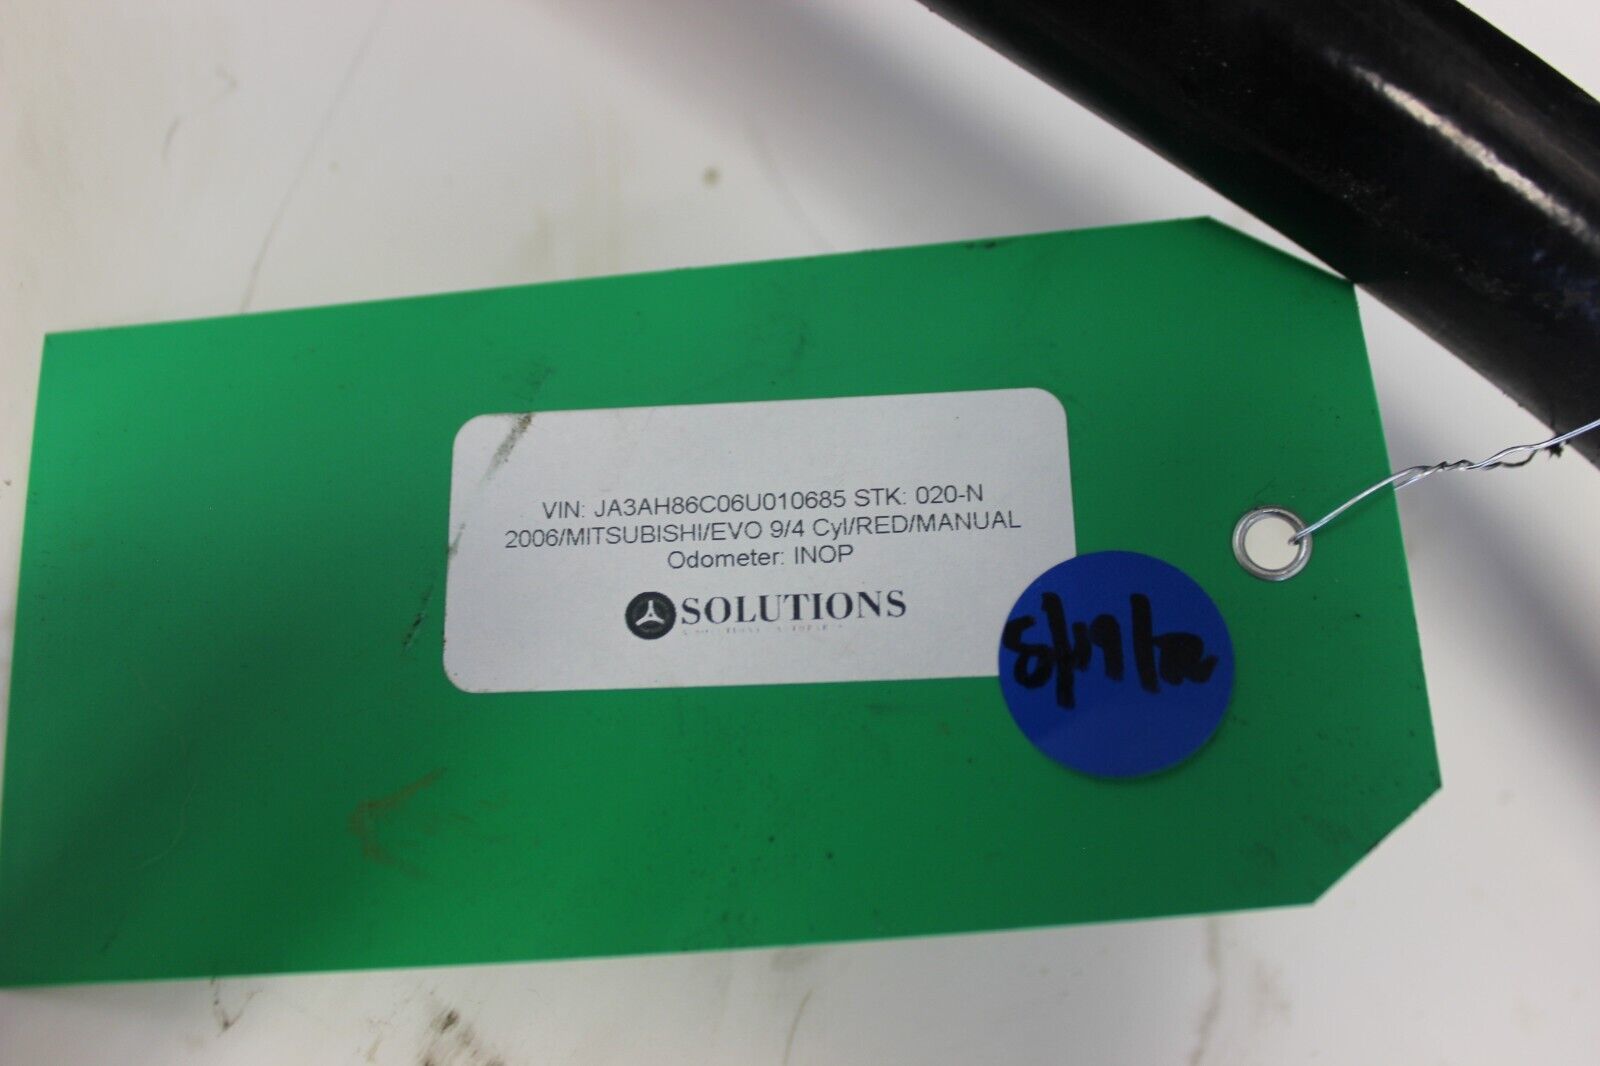 VIN: JA3AH86C06U010685 STK: 020-N
2006/MITSUBISHI/EVO 9/4 Cyl/RED/MANUAL
Odometer: INOP
SOLUTIONS